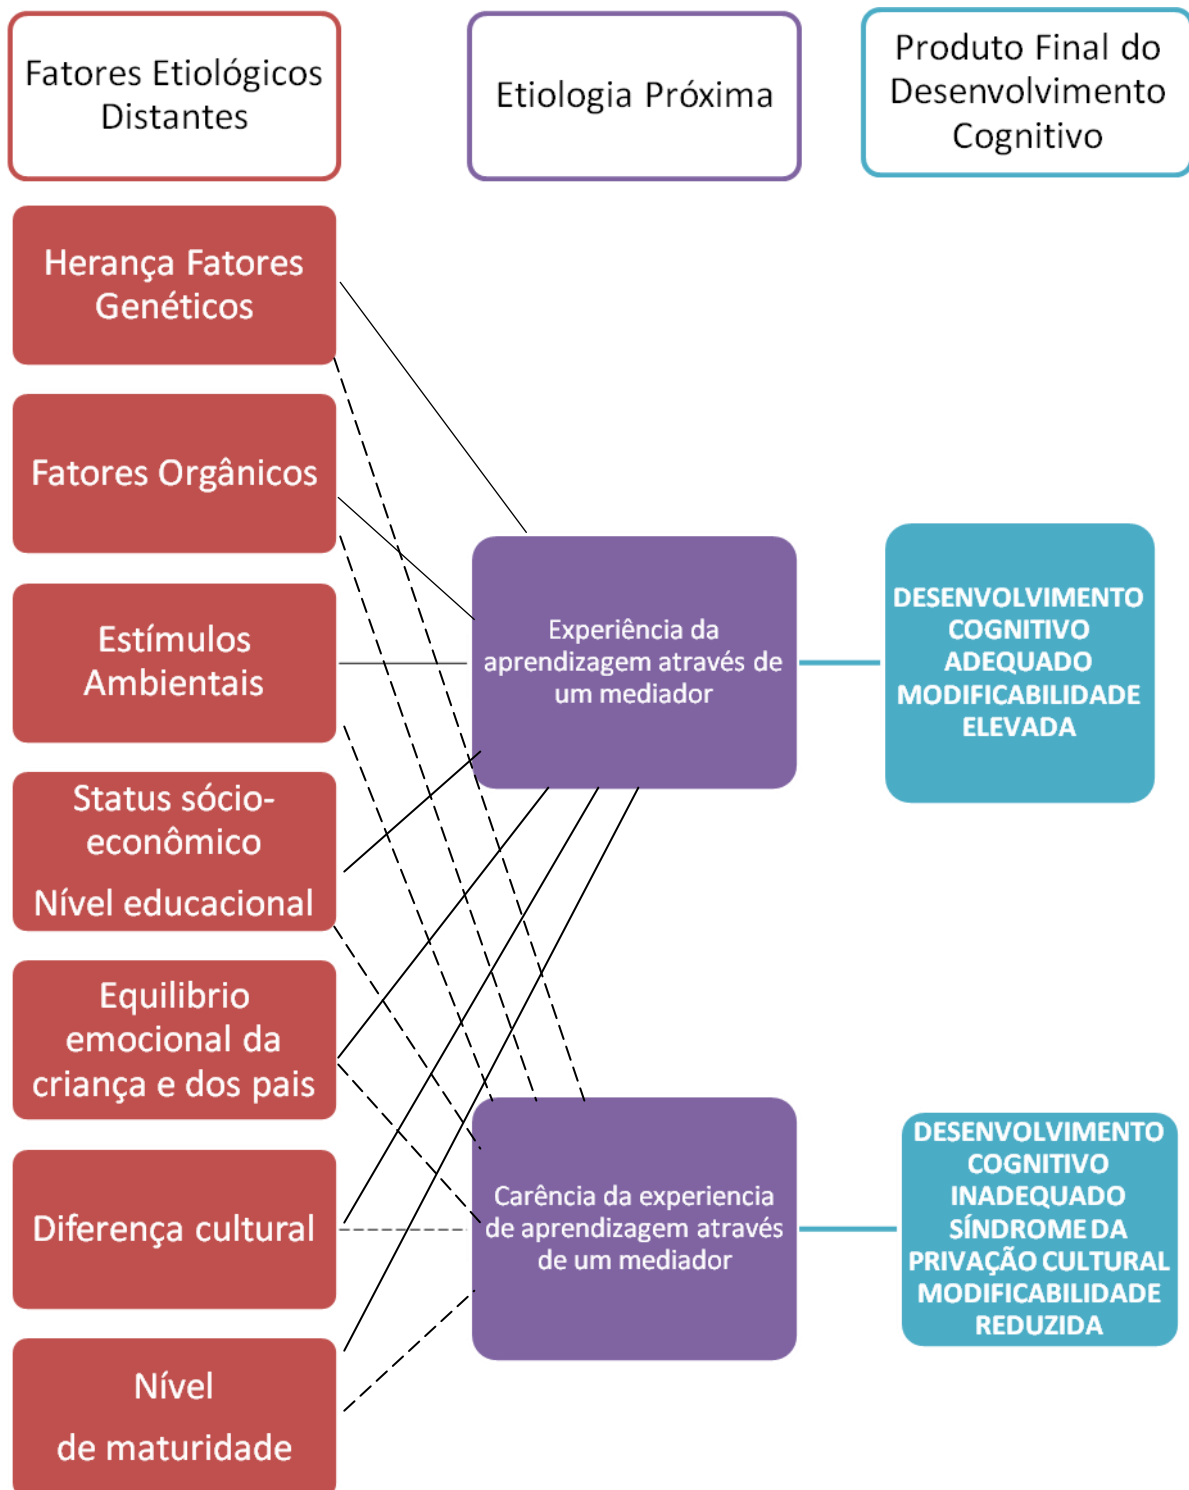 Fatores Etiológicos
Distantes
Etiologia Próxima
Produto Final do
Desenvolvimento
Cognitivo
Herança Fatores
Genéticos
Fatores Orgânicos
Estímulos
Ambientais
Status sócio-
econômico
Nível educacional
Equilibrio
emocional da
criança e dos pais
Diferença cultural
Nível
de maturidade
Experiência da
aprendizagem através de
um mediador
Carência da experiencia
de aprendizagem através
de um mediador
DESENVOLVIMENTO
COGNITIVO
ADEQUADO
MODIFICABILIDADE
ELEVADA
DESENVOLVIMENTO
COGNITIVO
INADEQUADO
SÍNDROME DA
PRIVAÇÃO CULTURAL
MODIFICABILIDADE
REDUZIDA